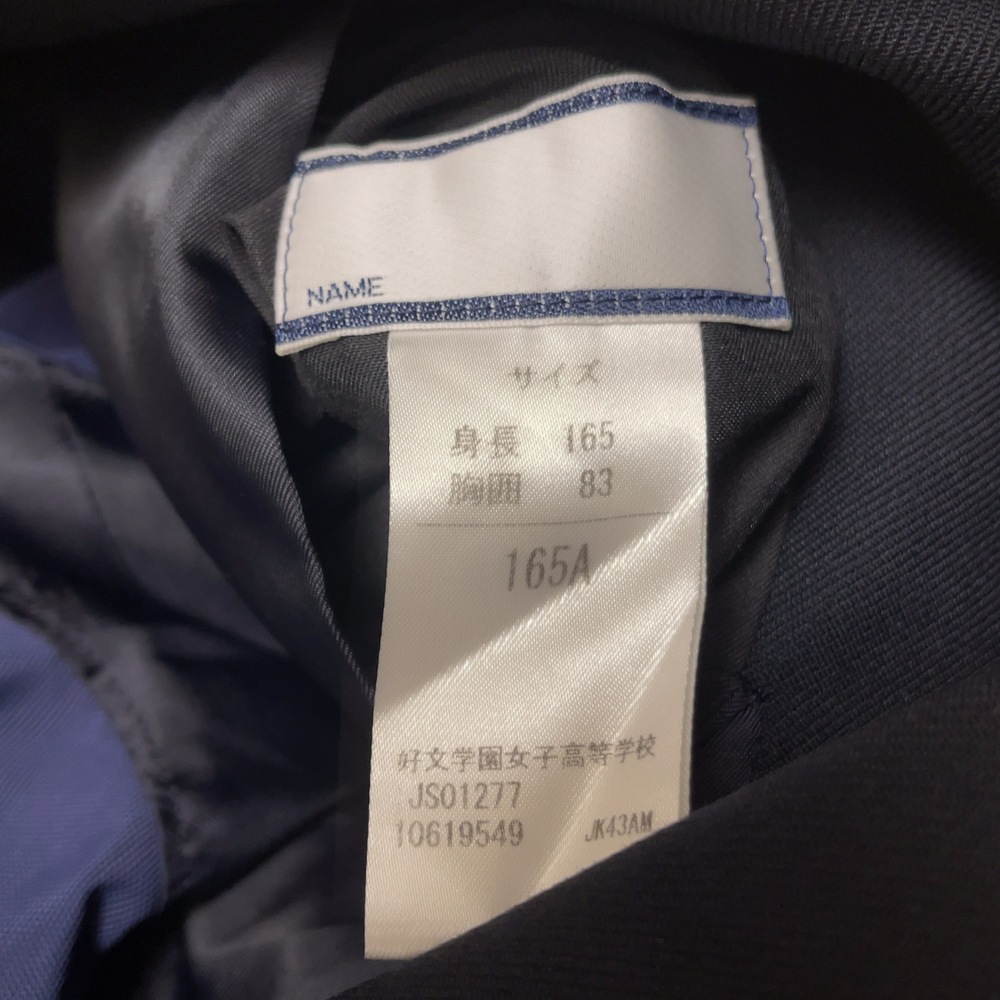 NAME
サイズ
身長 165
胸囲 83
165A
好文学園女子高等学校
JS01277
10619549 JK43AM